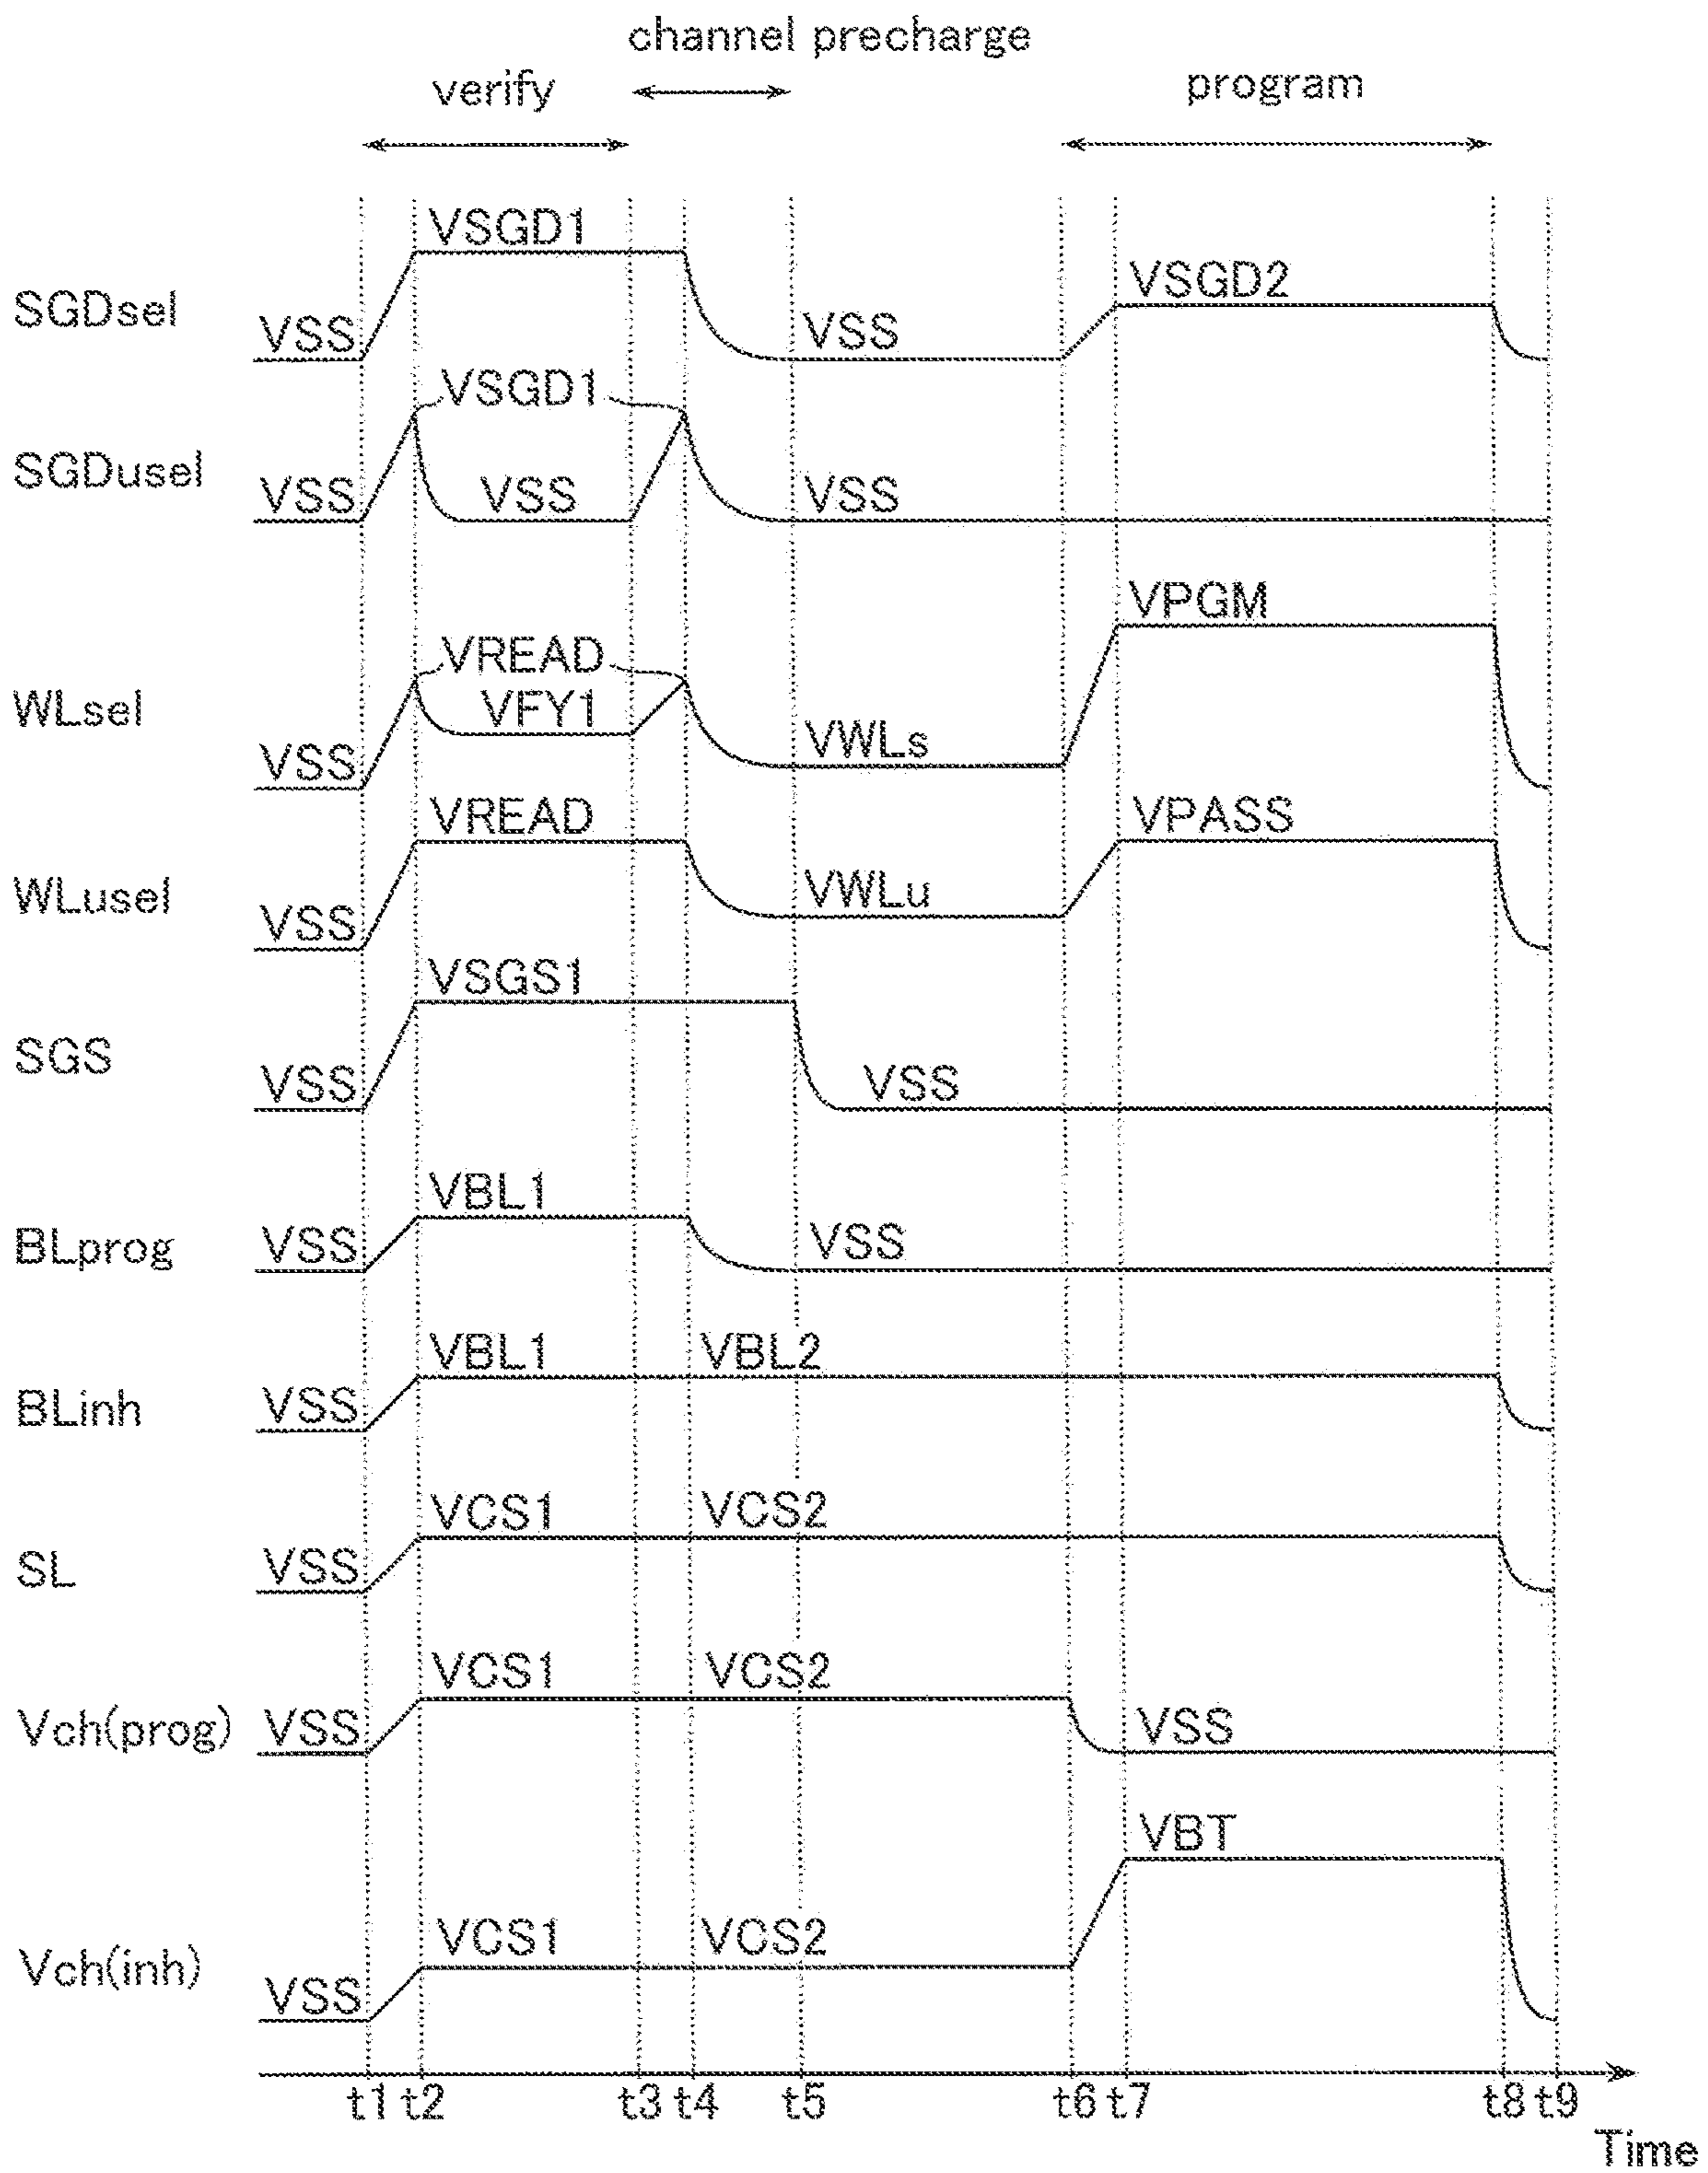 channel precharge
verify
program
SGDsel
VSS
VSGD1
VSS
VSGD2
SGDusel
VSS
VSGD1
VSS
VSS
WLsel
VSS
VREAD
VFY1
VWLs
VPGM
WLusel
VSS
VREAD
VWLu
VPASS
SGS
VSS
VSGS1
VSS
BLprog
VSS
VBL1
VSS
BLinh
VSS
VBL1
VBL2
SL
VSS
VCS1
VCS2
Vch(prog)
VSS
VCS1
VCS2
VSS
Vch(inh)
VSS
VCS1
VCS2
VBT
t1 t2 t3 t4 t5 t6 t7 t8 t9
Time